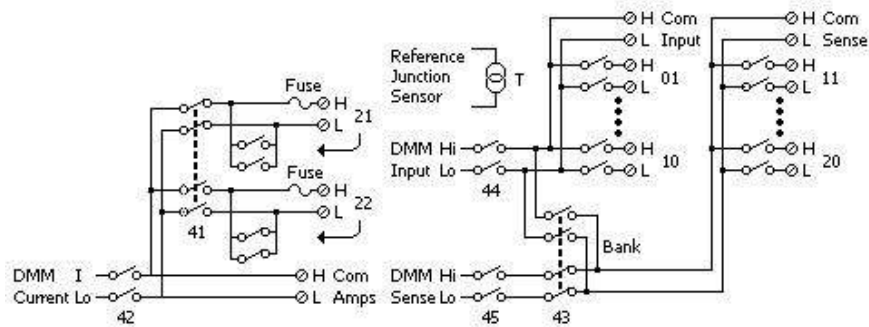 Fuse
H
21
L
Fuse
H
22
L
41
DMM I
H Com
Current Lo
L Amps
42
Reference
Junction
Sensor
T
H Com
L Input
H
01
L
H
10
L
DMM Hi
Input Lo
44
H Com
L Sense
H
11
L
H
20
L
Bank
DMM Hi
Sense Lo
45
43